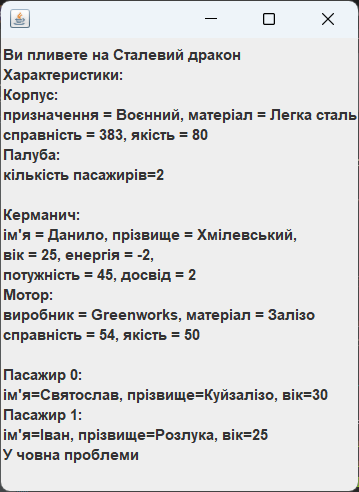 Ви пливете на Сталевий дракон
Характеристики:
Корпус:
призначення = Воєнний, матеріал = Легка сталь
справність = 383, якість = 80
Палуба:
кількість пасажирів=2
Керманич:
ім'я = Данило, прізвище = Хмілевський,
вік = 25, енергія = -2,
потужність = 45, досвід = 2
Мотор:
виробник = Greenworks, матеріал = Залізо
справність = 54, якість = 50
Пасажир 0:
ім'я=Святослав, прізвище=Куйзалізо, вік=30
Пасажир 1:
ім'я=Іван, прізвище=Розлука, вік=25
У човна проблеми